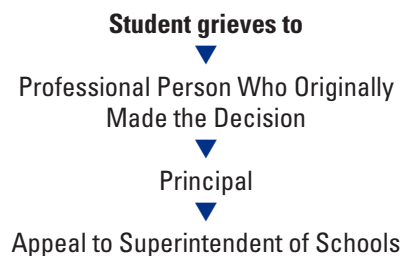 Student grieves to
Professional Person Who Originally
Made the Decision
Principal
Appeal to Superintendent of Schools